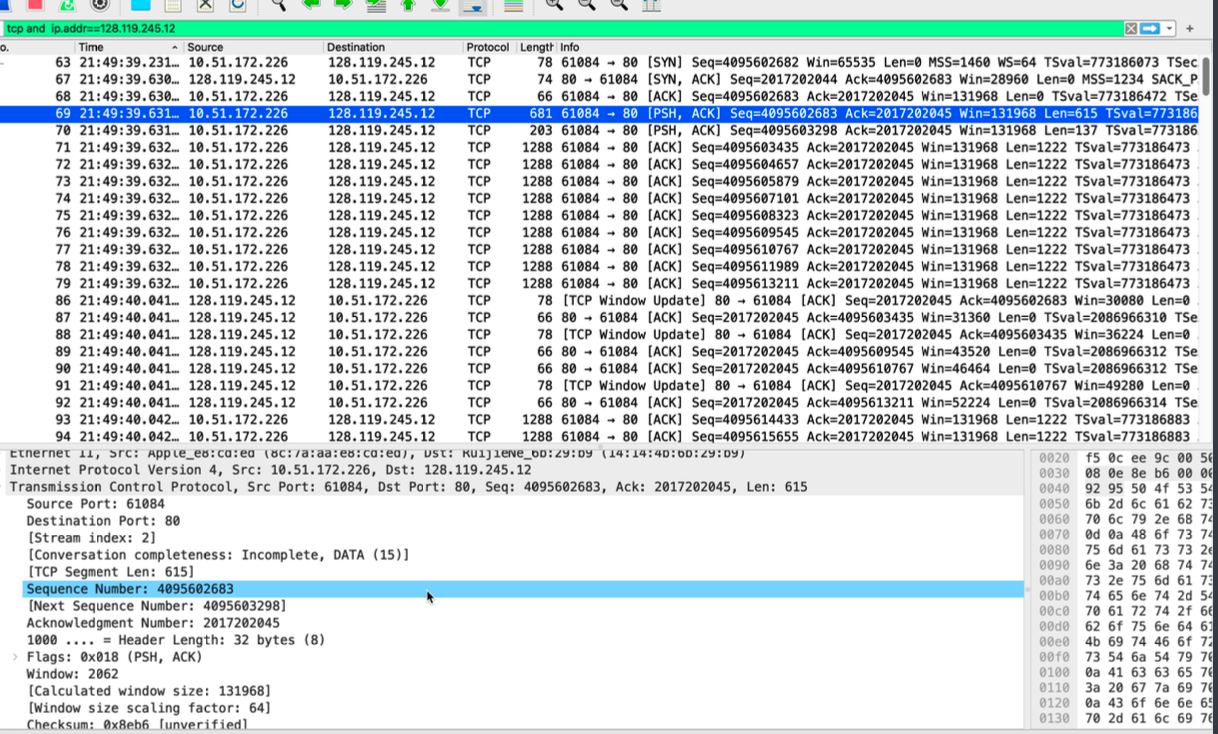 tcp and ip.addr==128.119.245.12
o. Time Source Destination Protocol Length Info
63 21:49:39.231… 10.51.172.226 128.119.245.12 TCP 78 61084 → 80 [SYN] Seq=4095602682 Win=65535 Len=0 MSS=1460 WS=64 TSval=773186073 TSec
67 21:49:39.630… 128.119.245.12 10.51.172.226 TCP 74 80 → 61084 [SYN, ACK] Seq=2017202044 Ack=4095602683 Win=28960 Len=0 MSS=1234 SACK_P
68 21:49:39.630… 10.51.172.226 128.119.245.12 TCP 66 61084 → 80 [ACK] Seq=4095602683 Ack=2017202045 Win=131968 Len=0 TSval=773186472 TSe
69 21:49:39.631… 10.51.172.226 128.119.245.12 TCP 681 61084 → 80 [PSH, ACK] Seq=4095602683 Ack=2017202045 Win=131968 Len=615 TSval=773186
70 21:49:39.631… 10.51.172.226 128.119.245.12 TCP 203 61084 → 80 [PSH, ACK] Seq=4095603298 Ack=2017202045 Win=131968 Len=137 TSval=773186
71 21:49:39.632… 10.51.172.226 128.119.245.12 TCP 1288 61084 → 80 [ACK] Seq=4095603435 Ack=2017202045 Win=131968 Len=1222 TSval=773186473
72 21:49:39.632… 10.51.172.226 128.119.245.12 TCP 1288 61084 → 80 [ACK] Seq=4095604657 Ack=2017202045 Win=131968 Len=1222 TSval=773186473
73 21:49:39.632… 10.51.172.226 128.119.245.12 TCP 1288 61084 → 80 [ACK] Seq=4095605879 Ack=2017202045 Win=131968 Len=1222 TSval=773186473
74 21:49:39.632… 10.51.172.226 128.119.245.12 TCP 1288 61084 → 80 [ACK] Seq=4095607101 Ack=2017202045 Win=131968 Len=1222 TSval=773186473
75 21:49:39.632… 10.51.172.226 128.119.245.12 TCP 1288 61084 → 80 [ACK] Seq=4095608323 Ack=2017202045 Win=131968 Len=1222 TSval=773186473
76 21:49:39.632… 10.51.172.226 128.119.245.12 TCP 1288 61084 → 80 [ACK] Seq=4095609545 Ack=2017202045 Win=131968 Len=1222 TSval=773186473
77 21:49:39.632… 10.51.172.226 128.119.245.12 TCP 1288 61084 → 80 [ACK] Seq=4095610767 Ack=2017202045 Win=131968 Len=1222 TSval=773186473
78 21:49:39.632… 10.51.172.226 128.119.245.12 TCP 1288 61084 → 80 [ACK] Seq=4095611989 Ack=2017202045 Win=131968 Len=1222 TSval=773186473
79 21:49:39.632… 10.51.172.226 128.119.245.12 TCP 1288 61084 → 80 [ACK] Seq=4095613211 Ack=2017202045 Win=131968 Len=1222 TSval=773186473
86 21:49:40.041… 128.119.245.12 10.51.172.226 TCP 78 [TCP Window Update] 80 → 61084 [ACK] Seq=2017202045 Ack=4095602683 Win=30080 Len=0
87 21:49:40.041… 128.119.245.12 10.51.172.226 TCP 66 80 → 61084 [ACK] Seq=2017202045 Ack=4095603435 Win=31360 Len=0 TSval=2086966310 TSe
88 21:49:40.041… 128.119.245.12 10.51.172.226 TCP 78 [TCP Window Update] 80 → 61084 [ACK] Seq=2017202045 Ack=4095603435 Win=36224 Len=0
89 21:49:40.041… 128.119.245.12 10.51.172.226 TCP 66 80 → 61084 [ACK] Seq=2017202045 Ack=4095609545 Win=43520 Len=0 TSval=2086966312 TSe
90 21:49:40.041… 128.119.245.12 10.51.172.226 TCP 66 80 → 61084 [ACK] Seq=2017202045 Ack=4095610767 Win=46464 Len=0 TSval=2086966312 TSe
91 21:49:40.041… 128.119.245.12 10.51.172.226 TCP 78 [TCP Window Update] 80 → 61084 [ACK] Seq=2017202045 Ack=4095610767 Win=49280 Len=0
92 21:49:40.041… 128.119.245.12 10.51.172.226 TCP 66 80 → 61084 [ACK] Seq=2017202045 Ack=4095613211 Win=52224 Len=0 TSval=2086966314 TSe
93 21:49:40.042… 10.51.172.226 128.119.245.12 TCP 1288 61084 → 80 [ACK] Seq=4095614433 Ack=2017202045 Win=131968 Len=1222 TSval=773186883
94 21:49:40.042… 10.51.172.226 128.119.245.12 TCP 1288 61084 → 80 [ACK] Seq=4095615655 Ack=2017202045 Win=131968 Len=1222 TSval=773186883
Ethernet II, Src: Apple_e8:cd:ed (8c:7a:aa:e8:cd:ed), Dst: RuijieNe_6b:29:b9 (14:14:4b:6b:29:b9)
Internet Protocol Version 4, Src: 10.51.172.226, Dst: 128.119.245.12
Transmission Control Protocol, Src Port: 61084, Dst Port: 80, Seq: 4095602683, Ack: 2017202045, Len: 615
Source Port: 61084
Destination Port: 80
[Stream index: 2]
[Conversation completeness: Incomplete, DATA (15)]
[TCP Segment Len: 615]
Sequence Number: 4095602683
[Next Sequence Number: 4095603298]
Acknowledgment Number: 2017202045
1000 .... = Header Length: 32 bytes (8)
Flags: 0x018 (PSH, ACK)
Window: 2062
[Calculated window size: 131968]
[Window size scaling factor: 64]
Checksum: 0x8eb6 [unverified]
0020 f5 0c ee 9c 00 50
0030 08 0e 8e b6 00 00
0040 92 95 50 4f 53 54
0050 6b 2d 6c 61 62 73
0060 70 6c 79 2e 68 74
0070 0d 0a 48 6f 73 74
0080 75 6d 61 73 73 2e
0090 6e 3a 20 68 74 74
00a0 73 2e 75 6d 61 73
00b0 74 65 6e 74 2d 54
00c0 70 61 72 74 2f 66
00d0 62 6f 75 6e 64 61
00e0 4b 69 74 46 6f 72
00f0 73 54 6a 54 79 70
0100 0a 41 63 63 65 70
0110 3a 20 67 7a 69 70
0120 0a 43 6f 6e 6e 65
0130 70 2d 61 6c 69 76